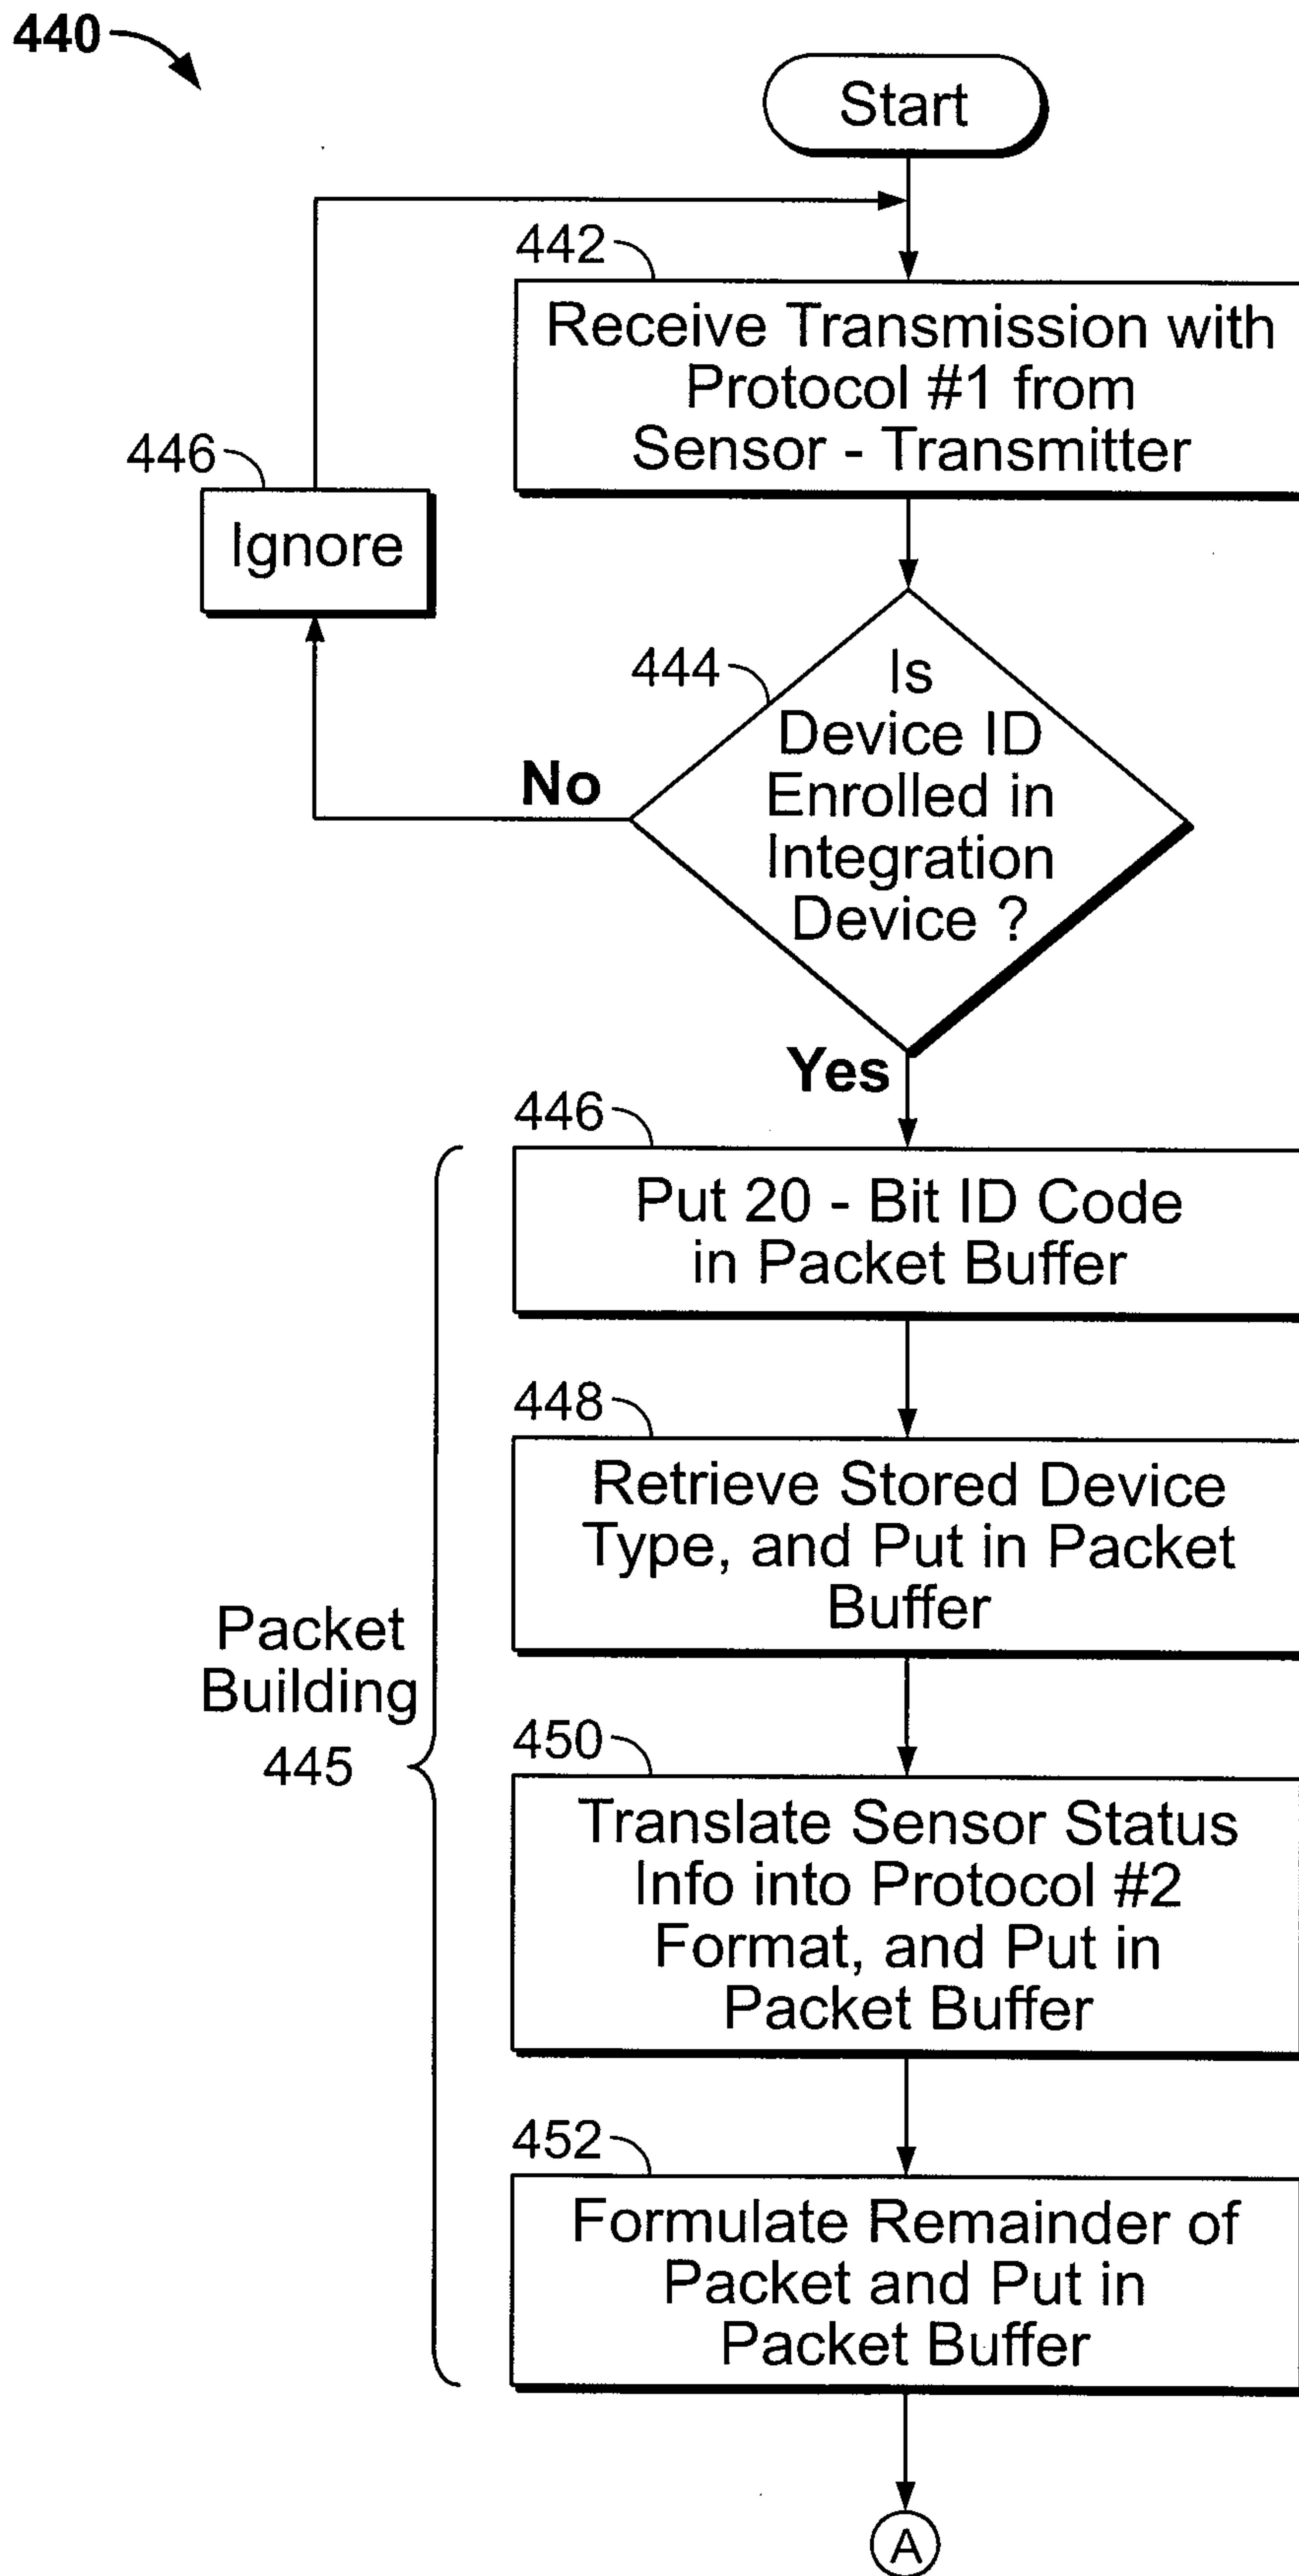 440
Start
442
Receive Transmission with
Protocol #1 from
Sensor - Transmitter
446
Ignore
444
Is
Device ID
Enrolled in
Integration
Device ?
No
Yes
446
Put 20 - Bit ID Code
in Packet Buffer
448
Retrieve Stored Device
Type, and Put in Packet
Buffer
Packet
Building
445
450
Translate Sensor Status
Info into Protocol #2
Format, and Put in
Packet Buffer
452
Formulate Remainder of
Packet and Put in
Packet Buffer
A